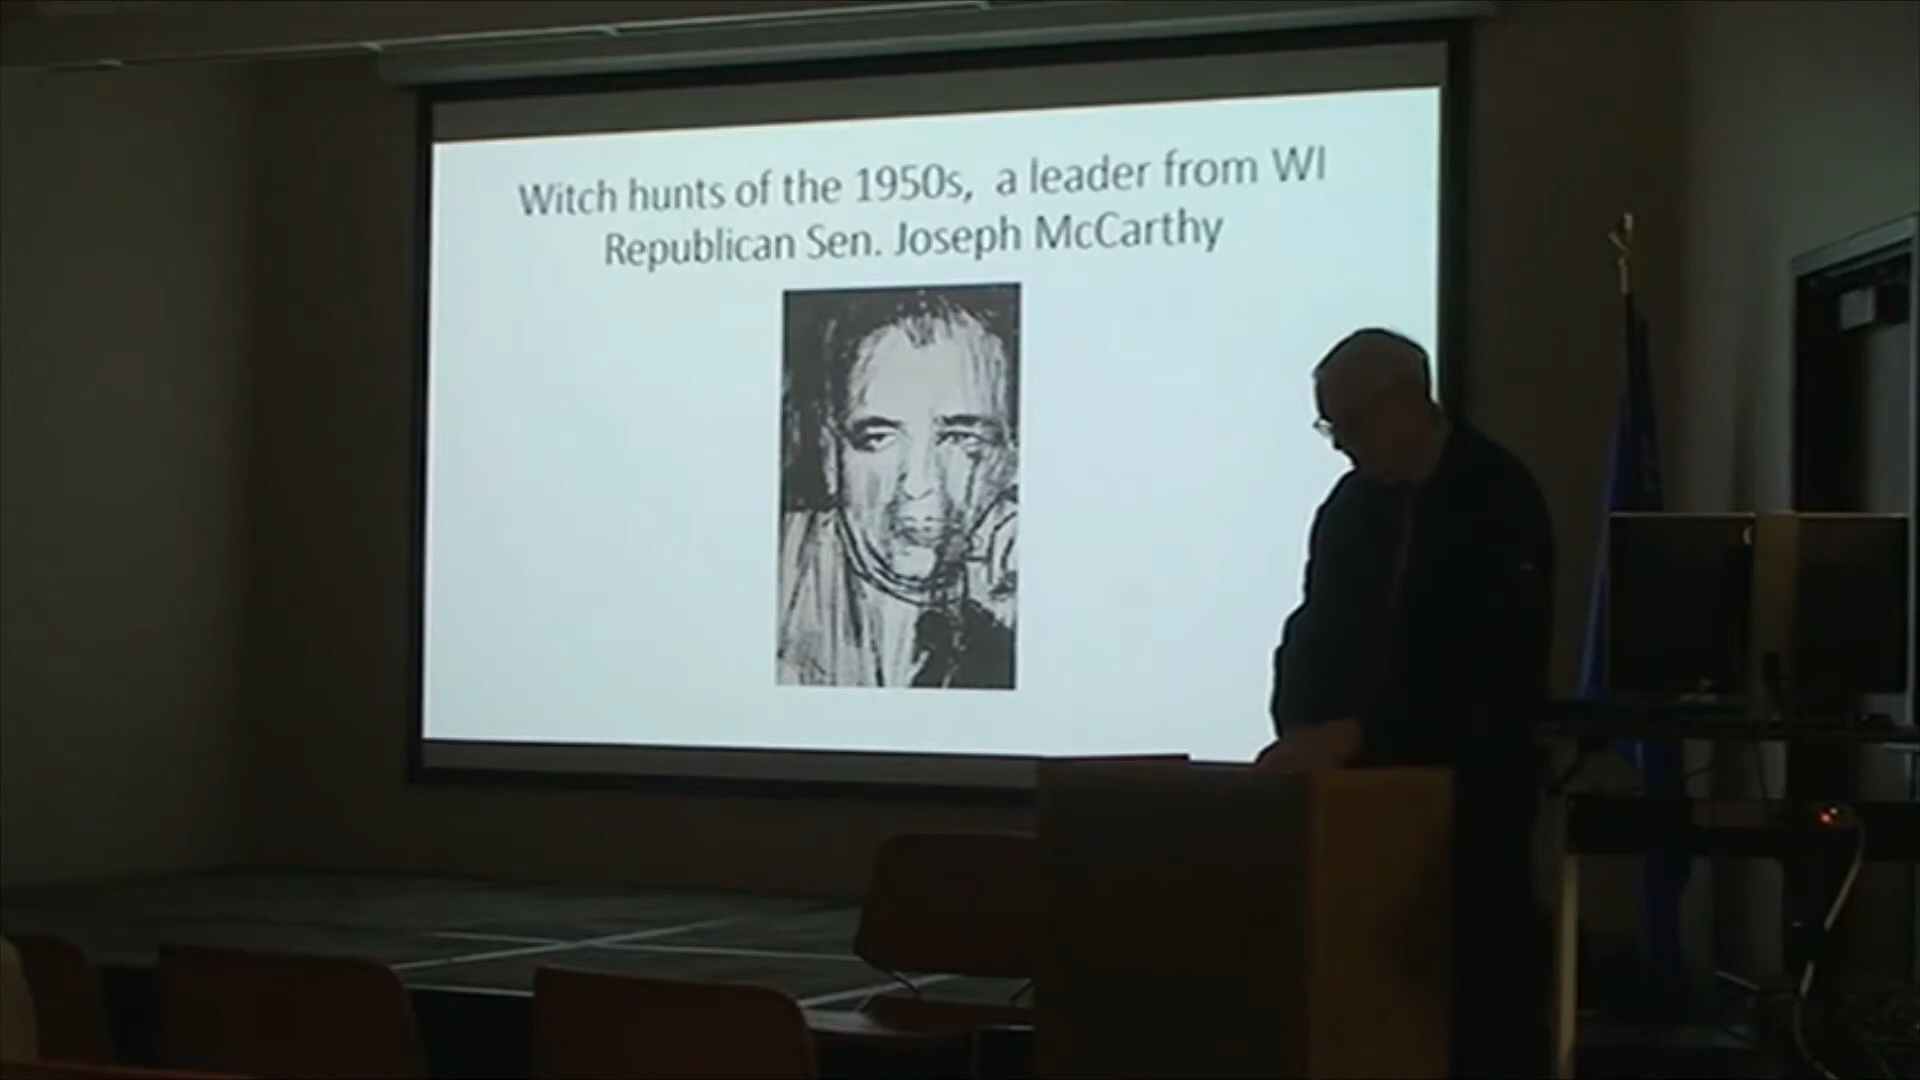 Witch hunts of the 1950s, a leader from WI
Republican Sen. Joseph McCarthy